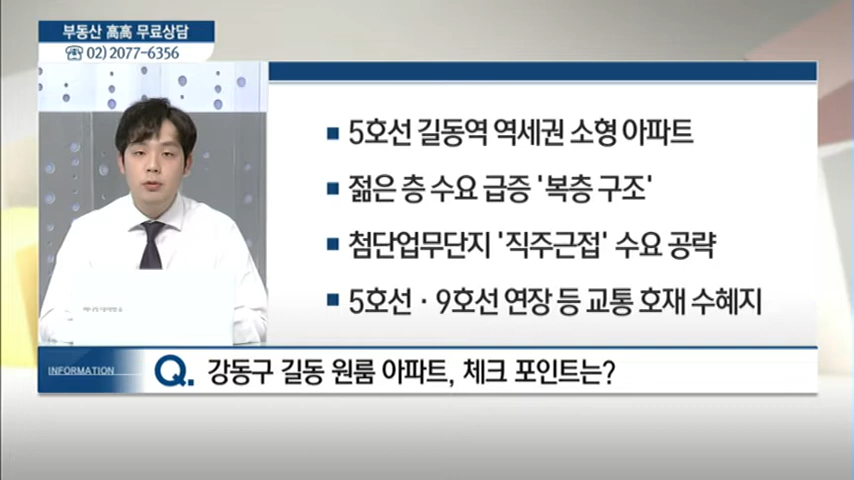 부동산 高高 무료상담
☎ 02) 2077-6356
■ 5호선 길동역 역세권 소형 아파트
■ 젊은 층 수요 급증 '복층 구조'
■ 첨단업무단지 '직주근접' 수요 공략
■ 5호선 · 9호선 연장 등 교통 호재 수혜지
INFORMATION
Q. 강동구 길동 원룸 아파트, 체크 포인트는?